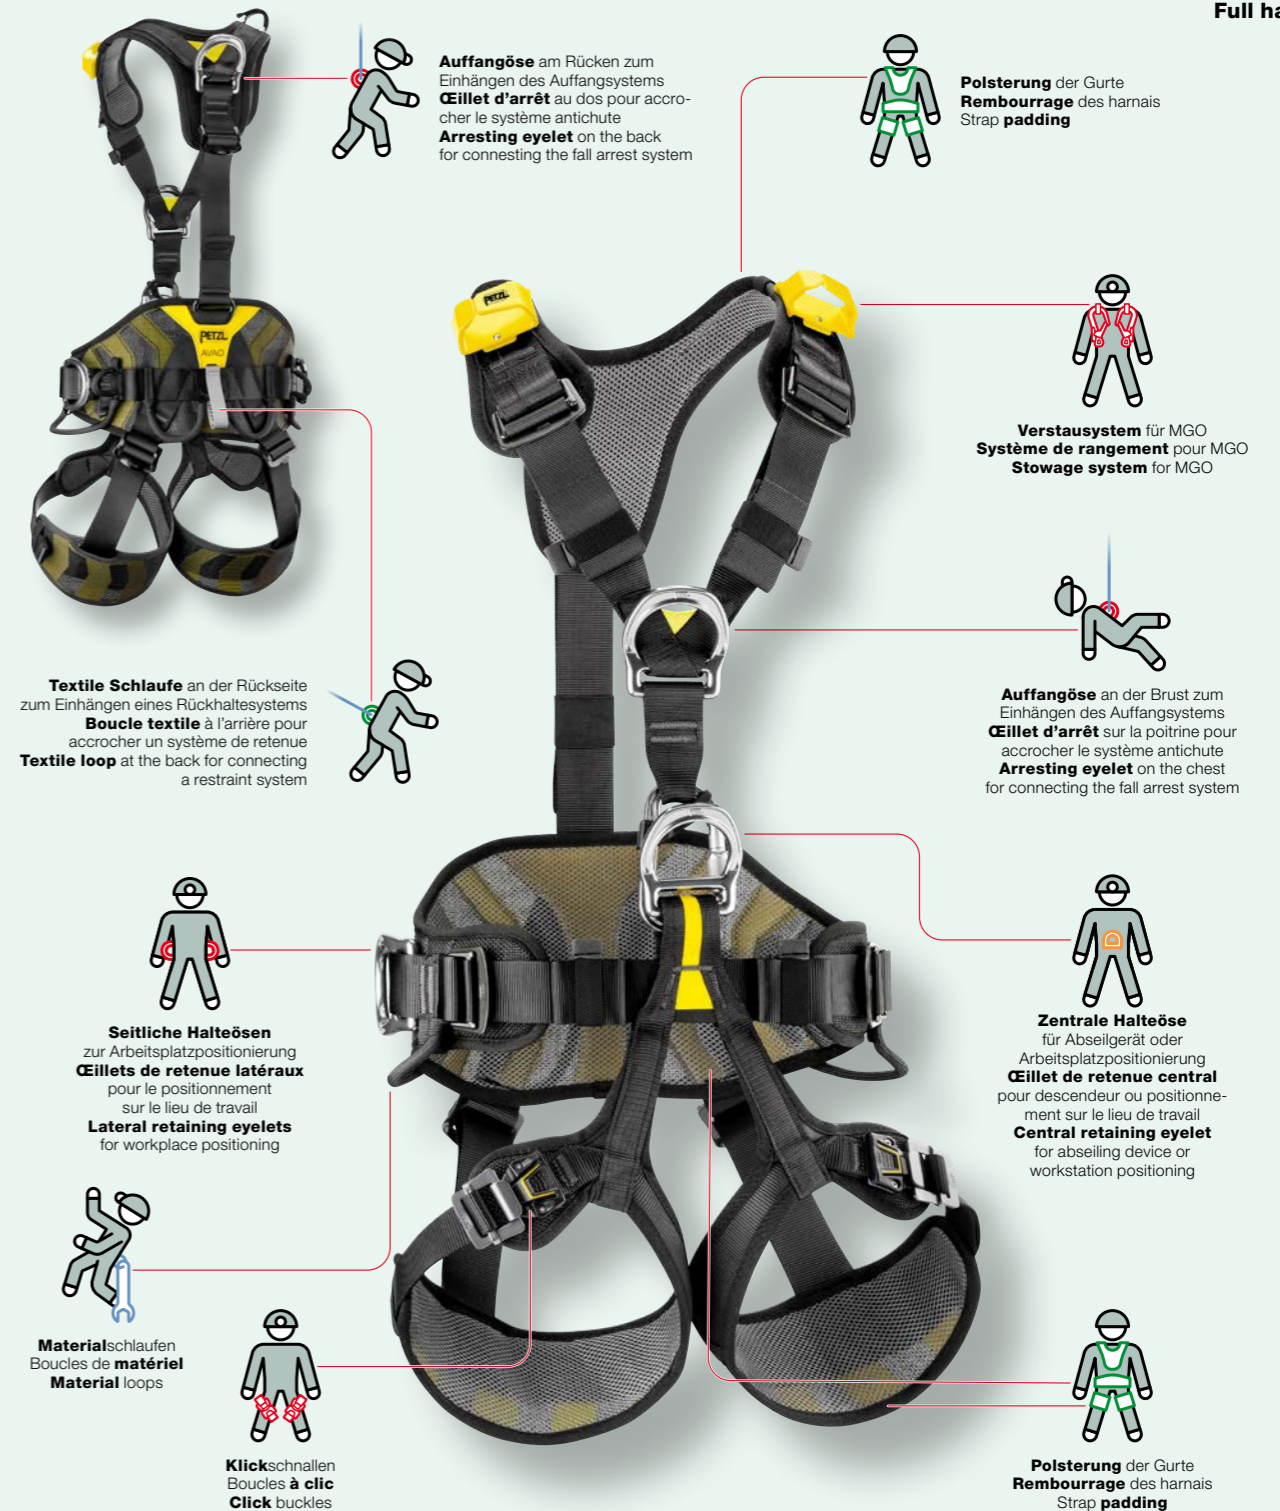 Full ha
Auffangöse am Rücken zum
Einhängen des Auffangsystems
Œillet d'arrêt au dos pour accro-
cher le système antichute
Arresting eyelet on the back
for connesting the fall arrest system
Polsterung der Gurte
Rembourrage des harnais
Strap padding
PETZL
AVAO
PETZL
Verstausystem für MGO
Système de rangement pour MGO
Stowage system for MGO
Textile Schlaufe an der Rückseite
zum Einhängen eines Rückhaltesystems
Boucle textile à l'arrière pour
accrocher un système de retenue
Textile loop at the back for connecting
a restraint system
Auffangöse an der Brust zum
Einhängen des Auffangsystems
Œillet d'arrêt sur la poitrine pour
accrocher le système antichute
Arresting eyelet on the chest
for connecting the fall arrest system
Seitliche Halteösen
zur Arbeitsplatzpositionierung
Œillets de retenue latéraux
pour le positionnement
sur le lieu de travail
Lateral retaining eyelets
for workplace positioning
Zentrale Halteöse
für Abseilgerät oder
Arbeitsplatzpositionierung
Œillet de retenue central
pour descendeur ou positionne-
ment sur le lieu de travail
Central retaining eyelet
for abseiling device or
workstation positioning
Materialschlaufen
Boucles de matériel
Material loops
Klickschnallen
Boucles à clic
Click buckles
Polsterung der Gurte
Rembourrage des harnais
Strap padding